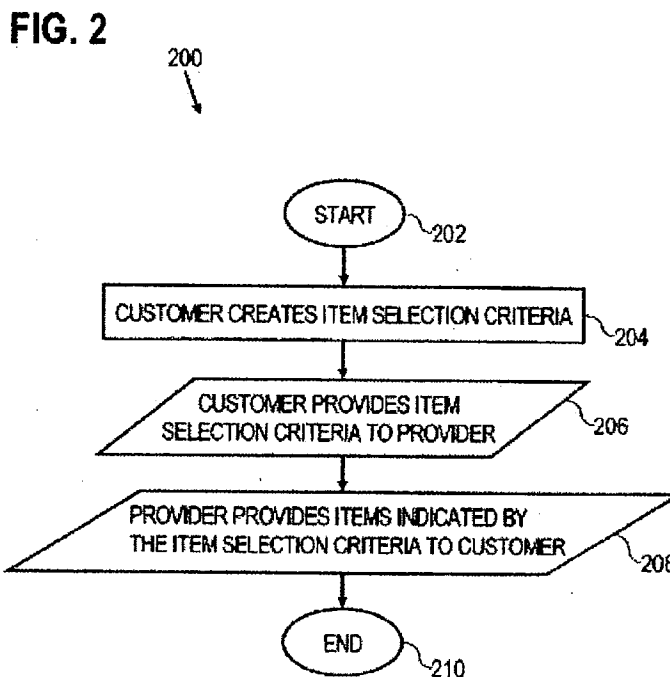 FIG. 2
200
START
202
CUSTOMER CREATES ITEM SELECTION CRITERIA
204
CUSTOMER PROVIDES ITEM
SELECTION CRITERIA TO PROVIDER
206
PROVIDER PROVIDES ITEMS INDICATED BY
THE ITEM SELECTION CRITERIA TO CUSTOMER
208
END
210